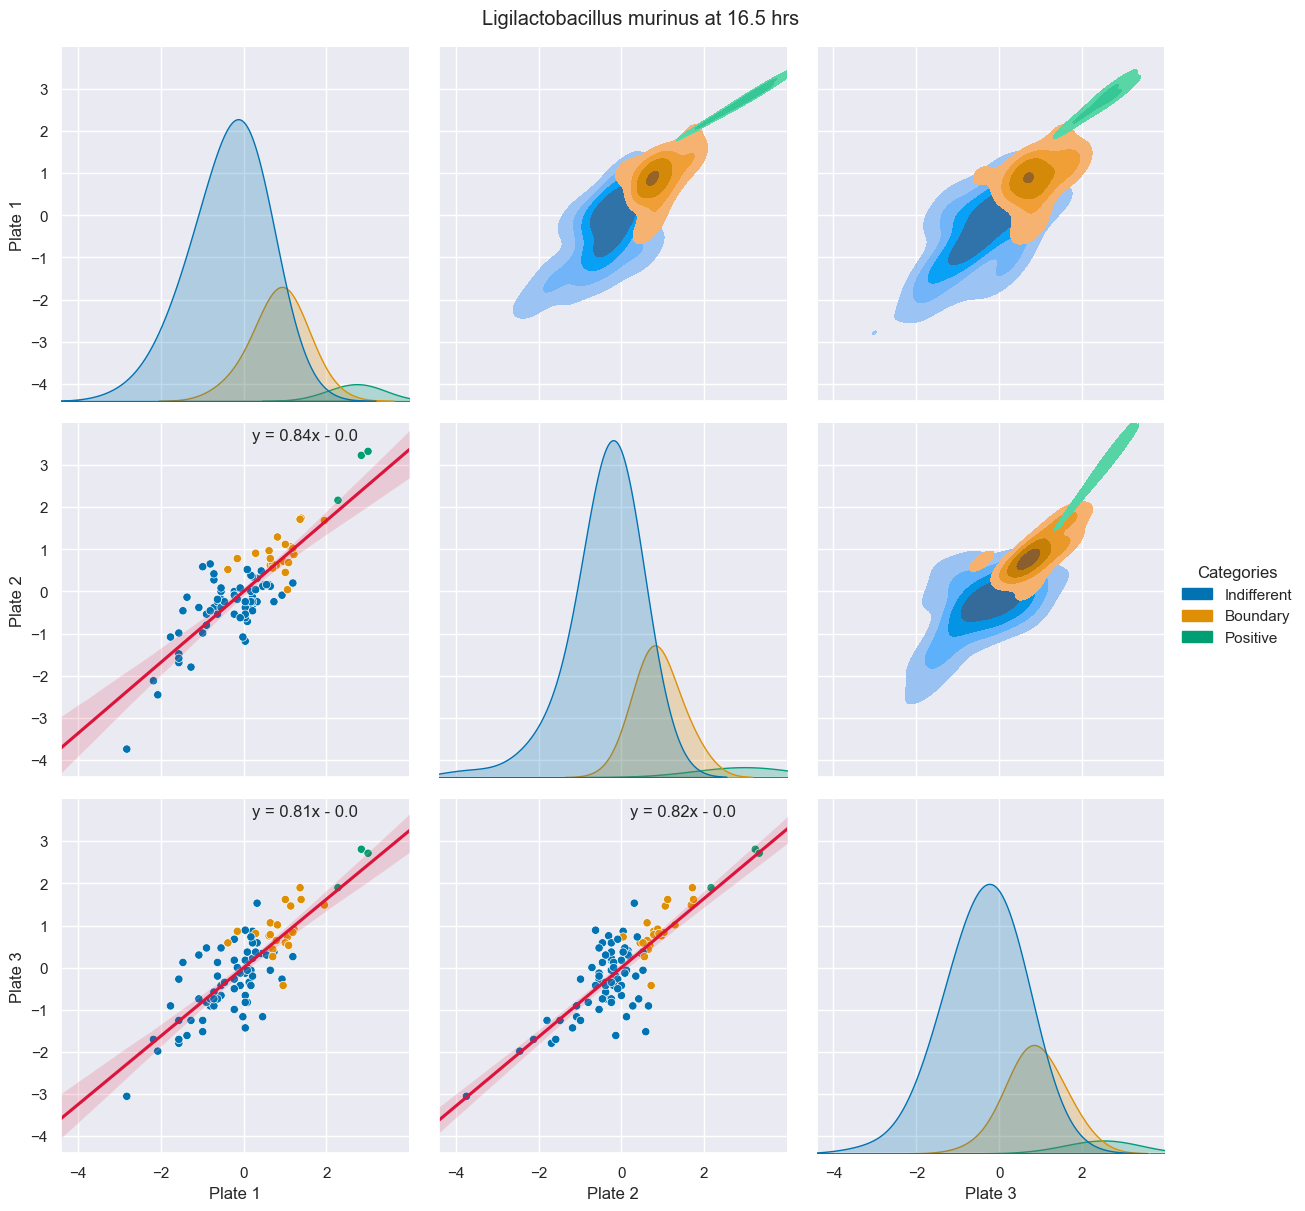 Ligilactobacillus murinus at 16.5 hrs
3
2
1
0
−1
−2
−3
−4
Plate 1
y = 0.84x - 0.0
3
2
1
0
−1
−2
−3
−4
Plate 2
Categories
Indifferent
Boundary
Positive
y = 0.81x - 0.0
y = 0.82x - 0.0
3
2
1
0
−1
−2
−3
−4
Plate 3
−4 −2 0 2
−4 −2 0 2
−4 −2 0 2
Plate 1
Plate 2
Plate 3